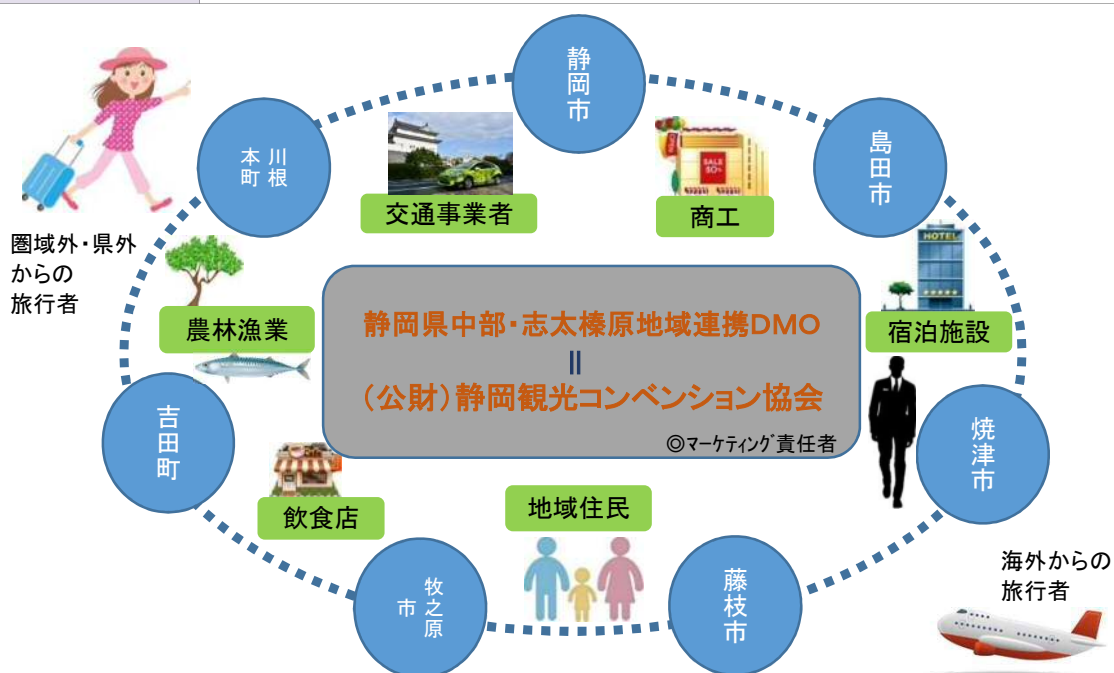 静岡市
川根
本町
島田市
交通事業者
商工
SALE
50%
圏域外・県外
からの
旅行者
HOTEL
農林漁業
宿泊施設
静岡県中部・志太榛原地域連携DMO
||
（公財）静岡観光コンベンション協会
◎マーケティング責任者
吉田町
焼津市
飲食店
地域住民
牧之原
市
藤枝市
海外からの
旅行者